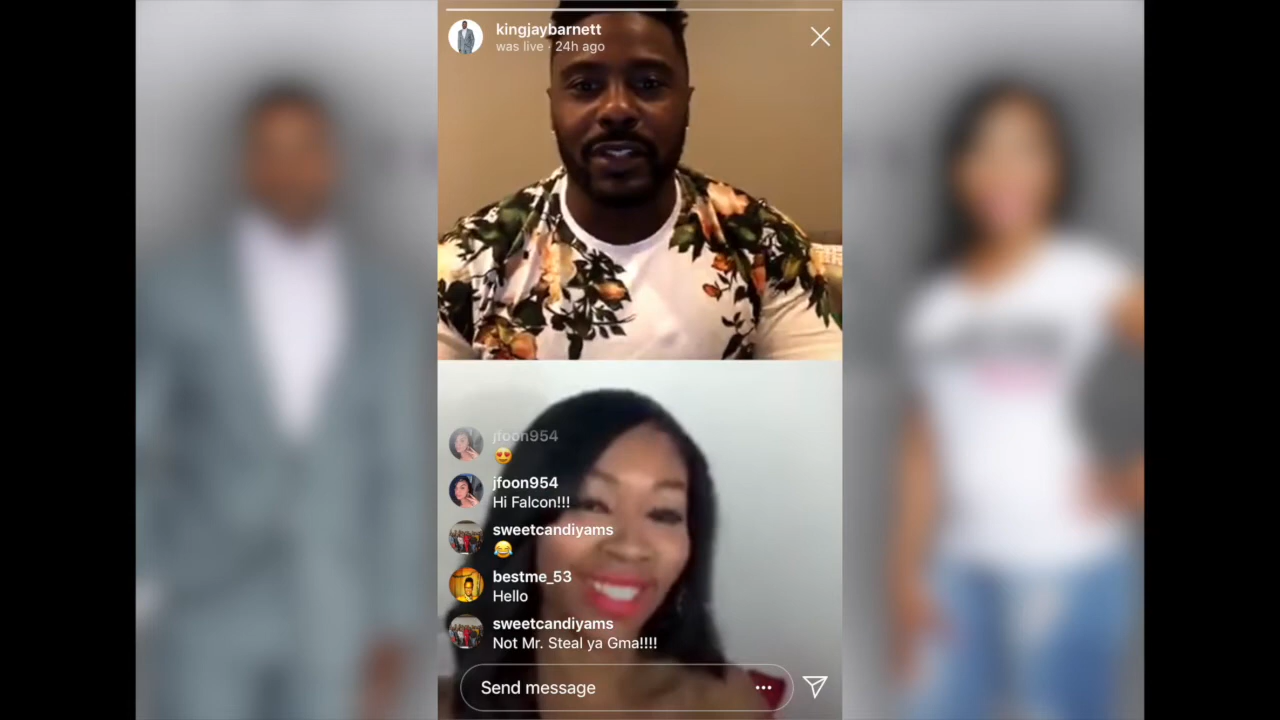 kingjaybarnett
was live · 24h ago
jfoon954
😍
jfoon954
Hi Falcon!!!
sweetcandiyams
😂
bestme_53
Hello
sweetcandiyams
Not Mr. Steal ya Gma!!!!
Send message